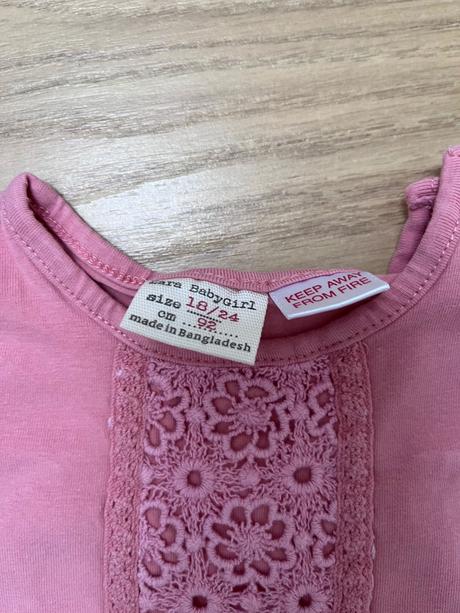 Zara BabyGirl
size 18/24
cm 92
made in Bangladesh
KEEP AWAY
FROM FIRE